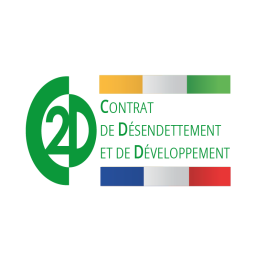 C2D
CONTRAT
DE DÉSENDETTEMENT
ET DE DÉVELOPPEMENT